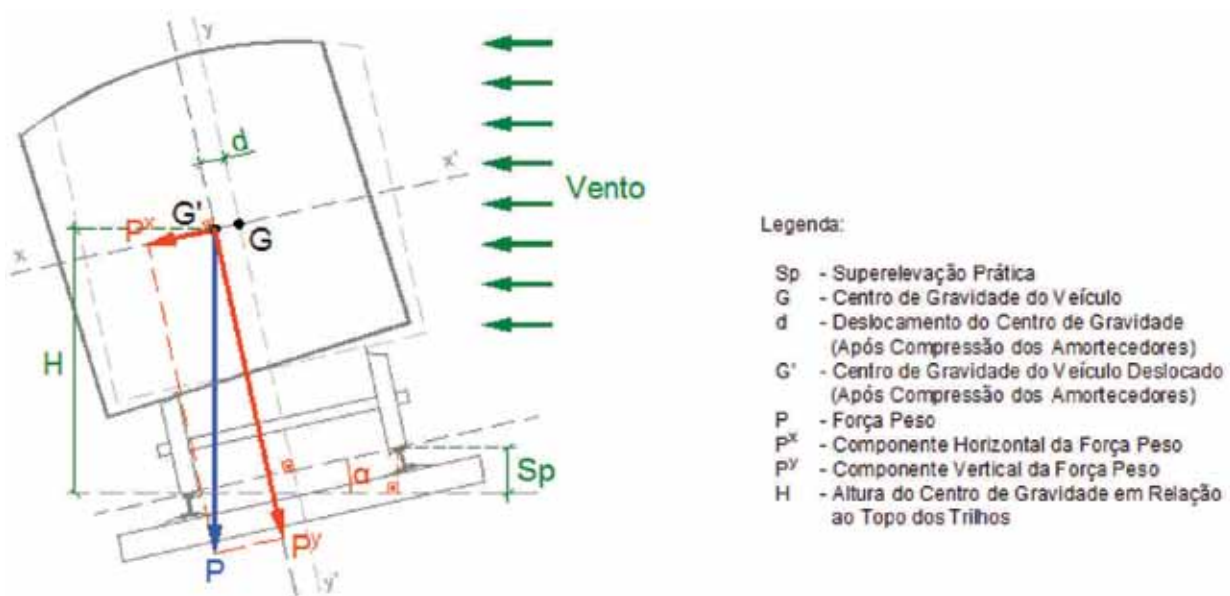 y
d
x'
Vento
G'
G
Pˣ
x
H
α
Sp
P
Pʸ
y'
Legenda:
Sp - Superelevação Prática
G - Centro de Gravidade do Veículo
d - Deslocamento do Centro de Gravidade
(Após Compressão dos Amortecedores)
G' - Centro de Gravidade do Veículo Deslocado
(Após Compressão dos Amortecedores)
P - Força Peso
Pˣ - Componente Horizontal da Força Peso
Pʸ - Componente Vertical da Força Peso
H - Altura do Centro de Gravidade em Relação
ao Topo dos Trilhos